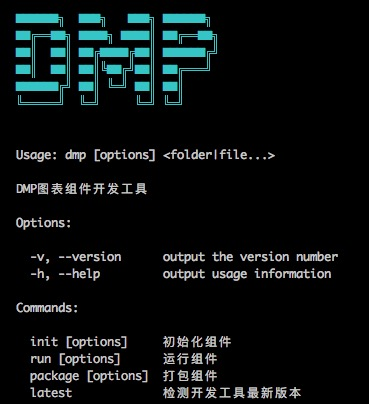 DMP
Usage: dmp [options] <folder|file...>
DMP图表组件开发工具
Options:
-v, --version output the version number
-h, --help output usage information
Commands:
init [options] 初始化组件
run [options] 运行组件
package [options] 打包组件
latest 检测开发工具最新版本